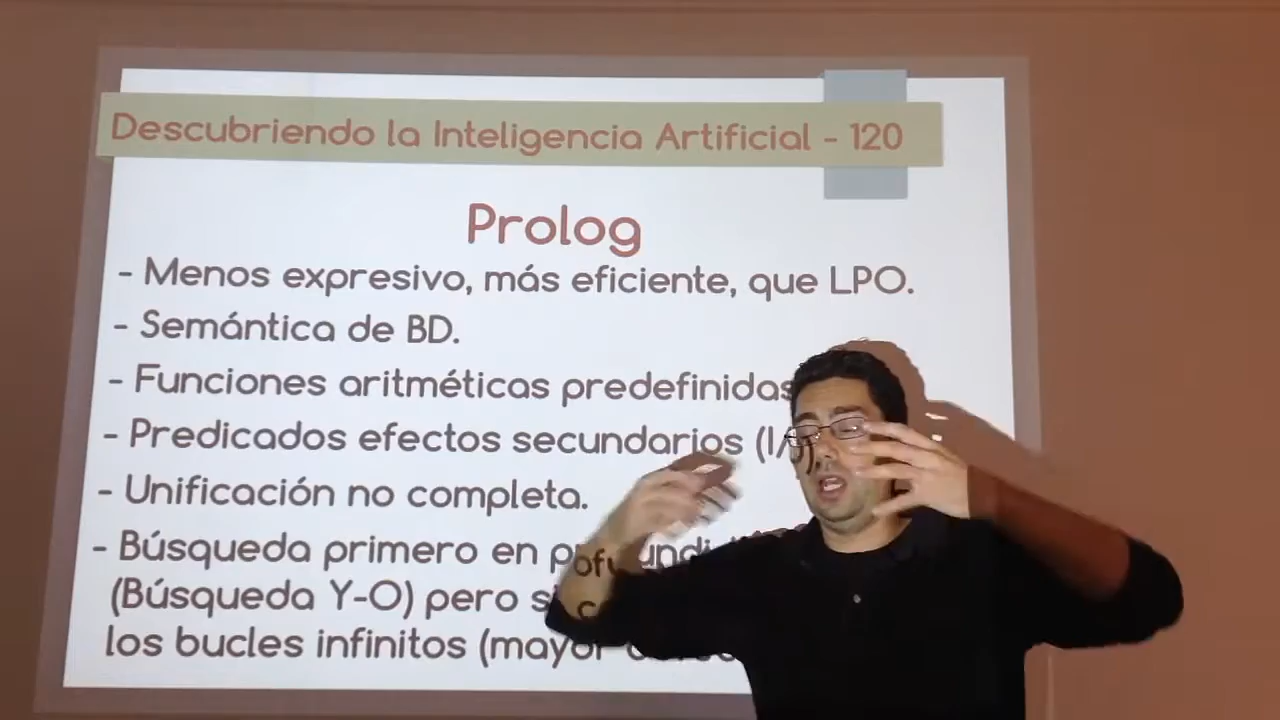 Descubriendo la Inteligencia Artificial - 120
Prolog
- Menos expresivo, más eficiente, que LPO.
- Semántica de BD.
- Funciones aritméticas predefinidas
- Predicados efectos secundarios (I/
- Unificación no completa.
- Búsqueda primero en
(Búsqueda Y-O) pero
los bucles infinitos (mayor